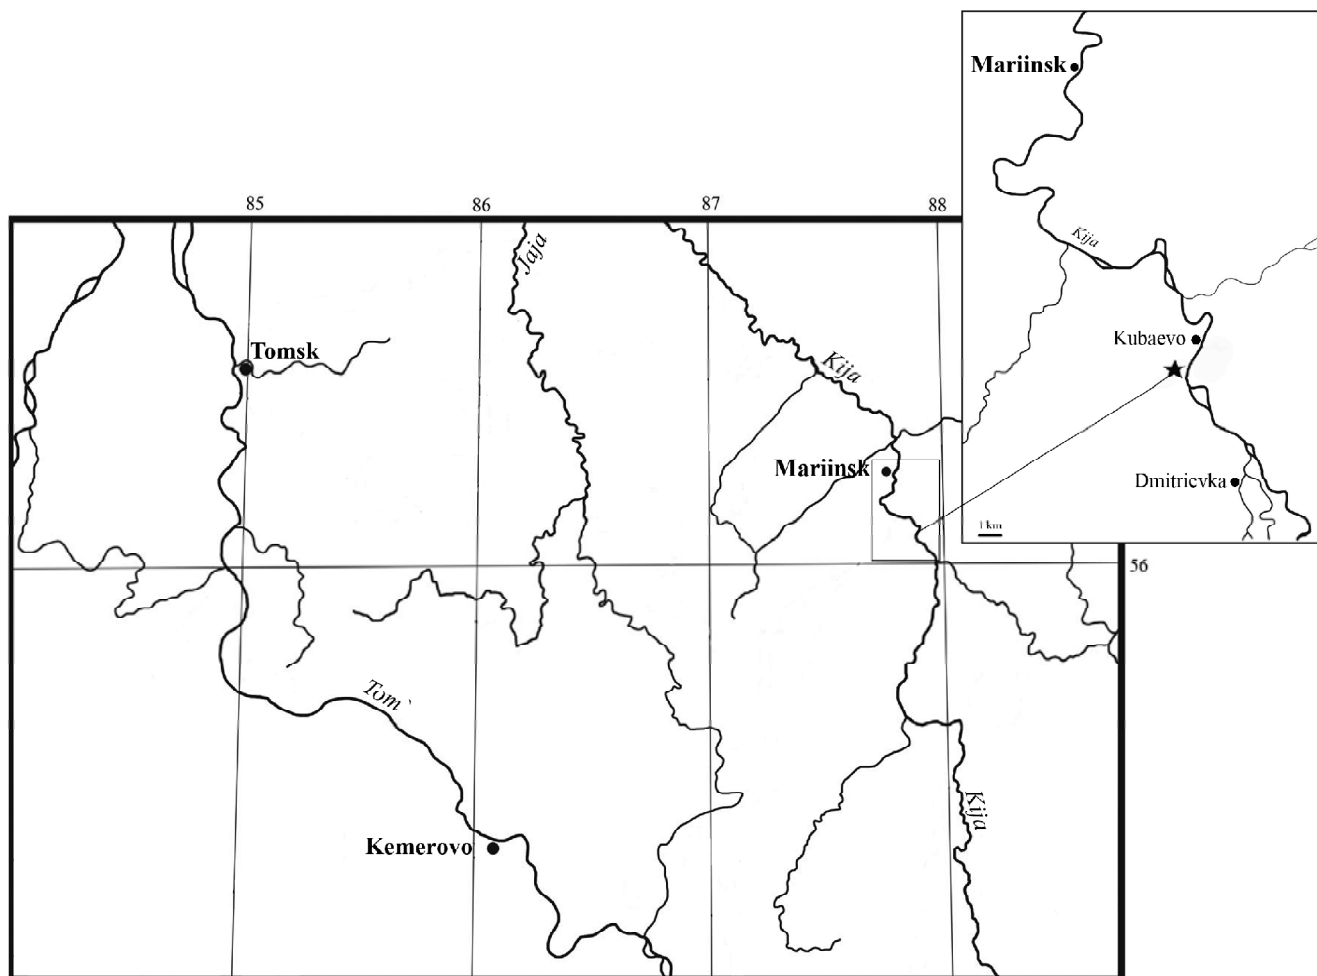 Mariinsk
Kija
Kubaevo
Dmitrievka
1 km
85
86
87
88
Jaja
Tomsk
Kija
Mariinsk
56
Tom`
Kemerovo
Kija